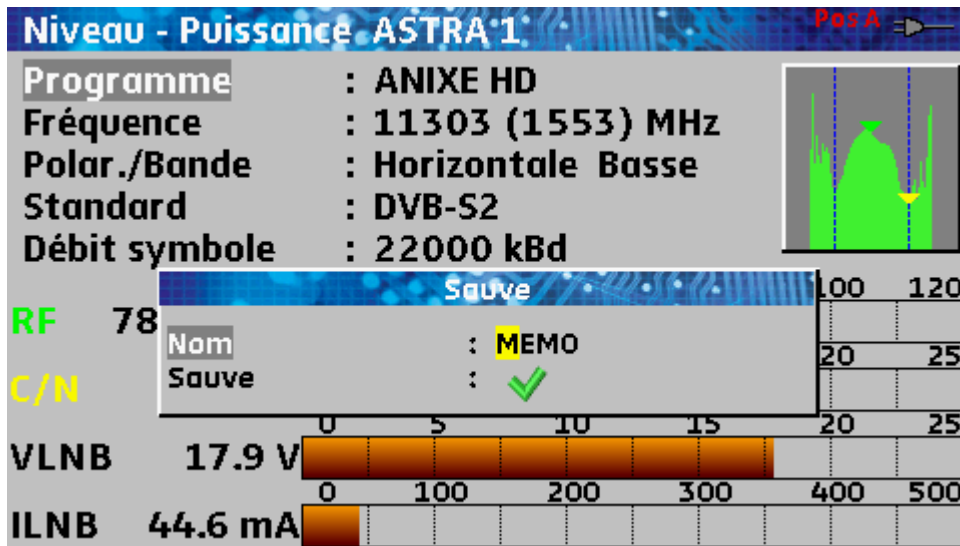 Niveau - Puissance ASTRA 1 Pos A
Programme : ANIXE HD
Fréquence : 11303 (1553) MHz
Polar./Bande : Horizontale Basse
Standard : DVB-S2
Débit symbole : 22000 kBd
Sauve
100 120
RF 78
Nom : MEMO
20 25
Sauve :
C/N
0 5 10 15 20 25
VLNB 17.9 V
0 100 200 300 400 500
ILNB 44.6 mA